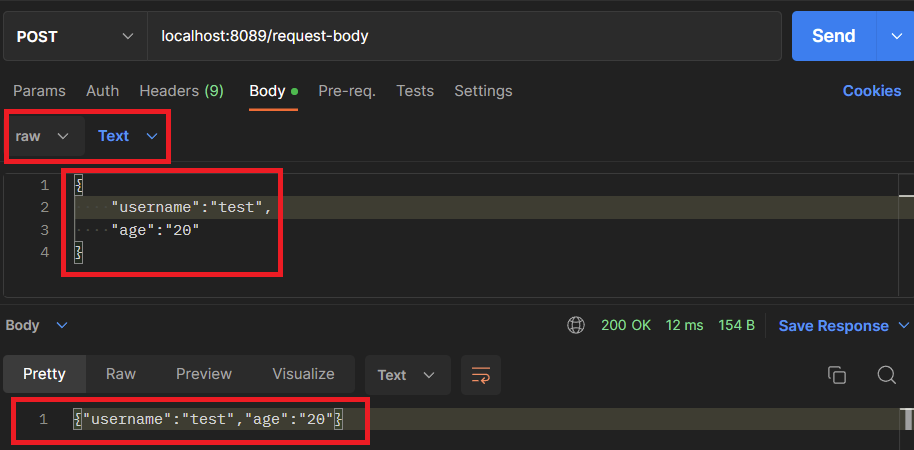 POST localhost:8089/request-body Send
Params Auth Headers (9) Body Pre-req. Tests Settings Cookies
raw Text
1 {
2 "username":"test",
3 "age":"20"
4 }
Body 200 OK 12 ms 154 B Save Response
Pretty Raw Preview Visualize Text
1 {"username":"test","age":"20"}